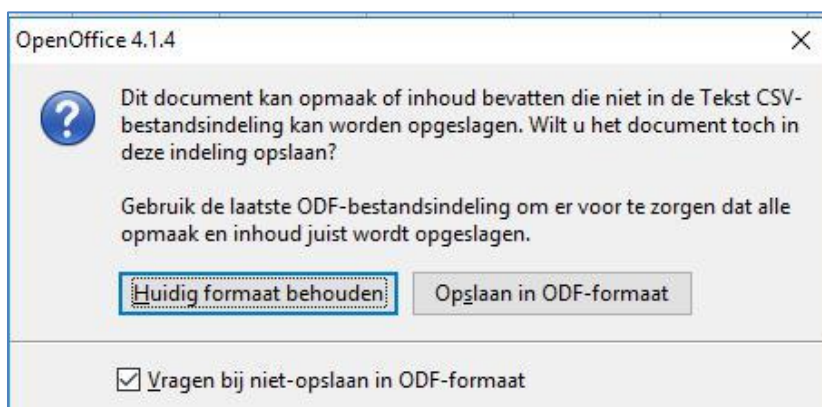 OpenOffice 4.1.4
Dit document kan opmaak of inhoud bevatten die niet in de Tekst CSV-
bestandsindeling kan worden opgeslagen. Wilt u het document toch in
deze indeling opslaan?
Gebruik de laatste ODF-bestandsindeling om er voor te zorgen dat alle
opmaak en inhoud juist wordt opgeslagen.
Huidig formaat behouden Opslaan in ODF-formaat
Vragen bij niet-opslaan in ODF-formaat